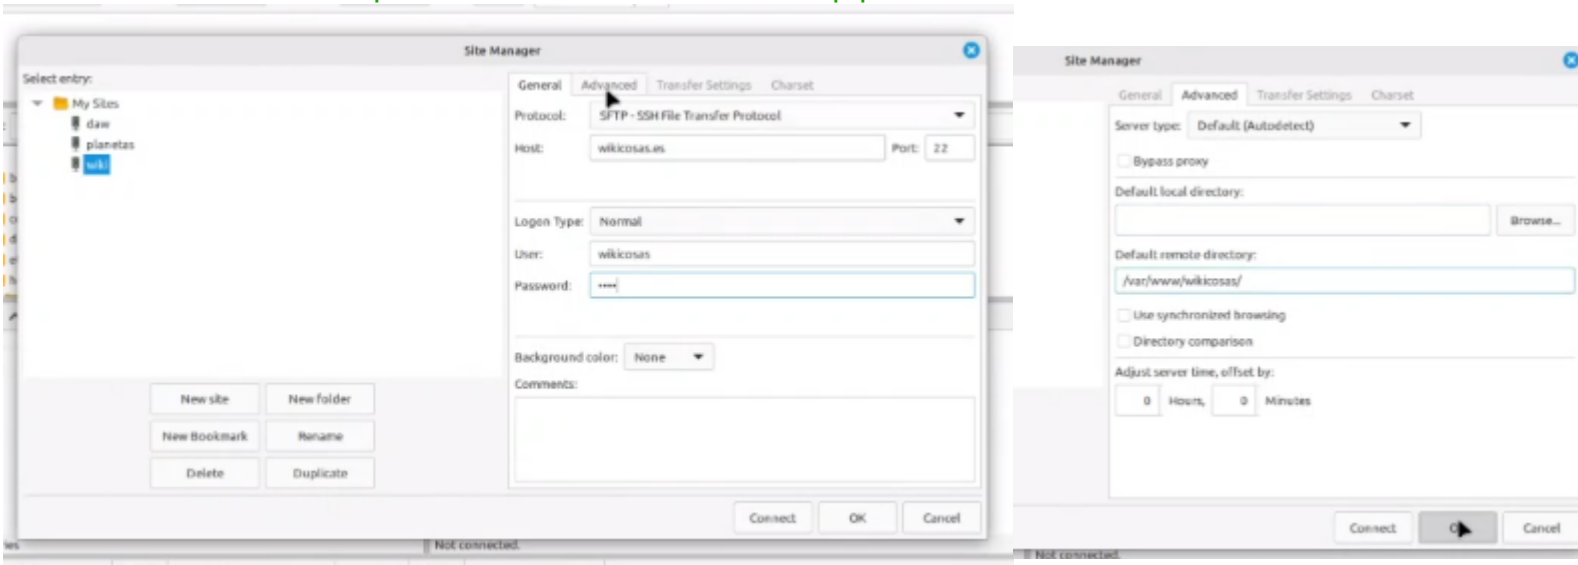 Site Manager
Select entry:
My Sites
daw
planetas
wiki
New site New folder
New Bookmark Rename
Delete Duplicate
General Advanced Transfer Settings Charset
Protocol: SFTP - SSH File Transfer Protocol
Host: wikicosas.es Port: 22
Logon Type: Normal
User: wikicosas
Password: ••••
Background color: None
Comments:
Connect OK Cancel
Not connected.
Site Manager
General Advanced Transfer Settings Charset
Server type: Default (Autodetect)
Bypass proxy
Default local directory:
Browse...
Default remote directory:
/var/www/wikicosas/
Use synchronized browsing
Directory comparison
Adjust server time, offset by:
0 Hours, 0 Minutes
Connect Cancel
Not connected.